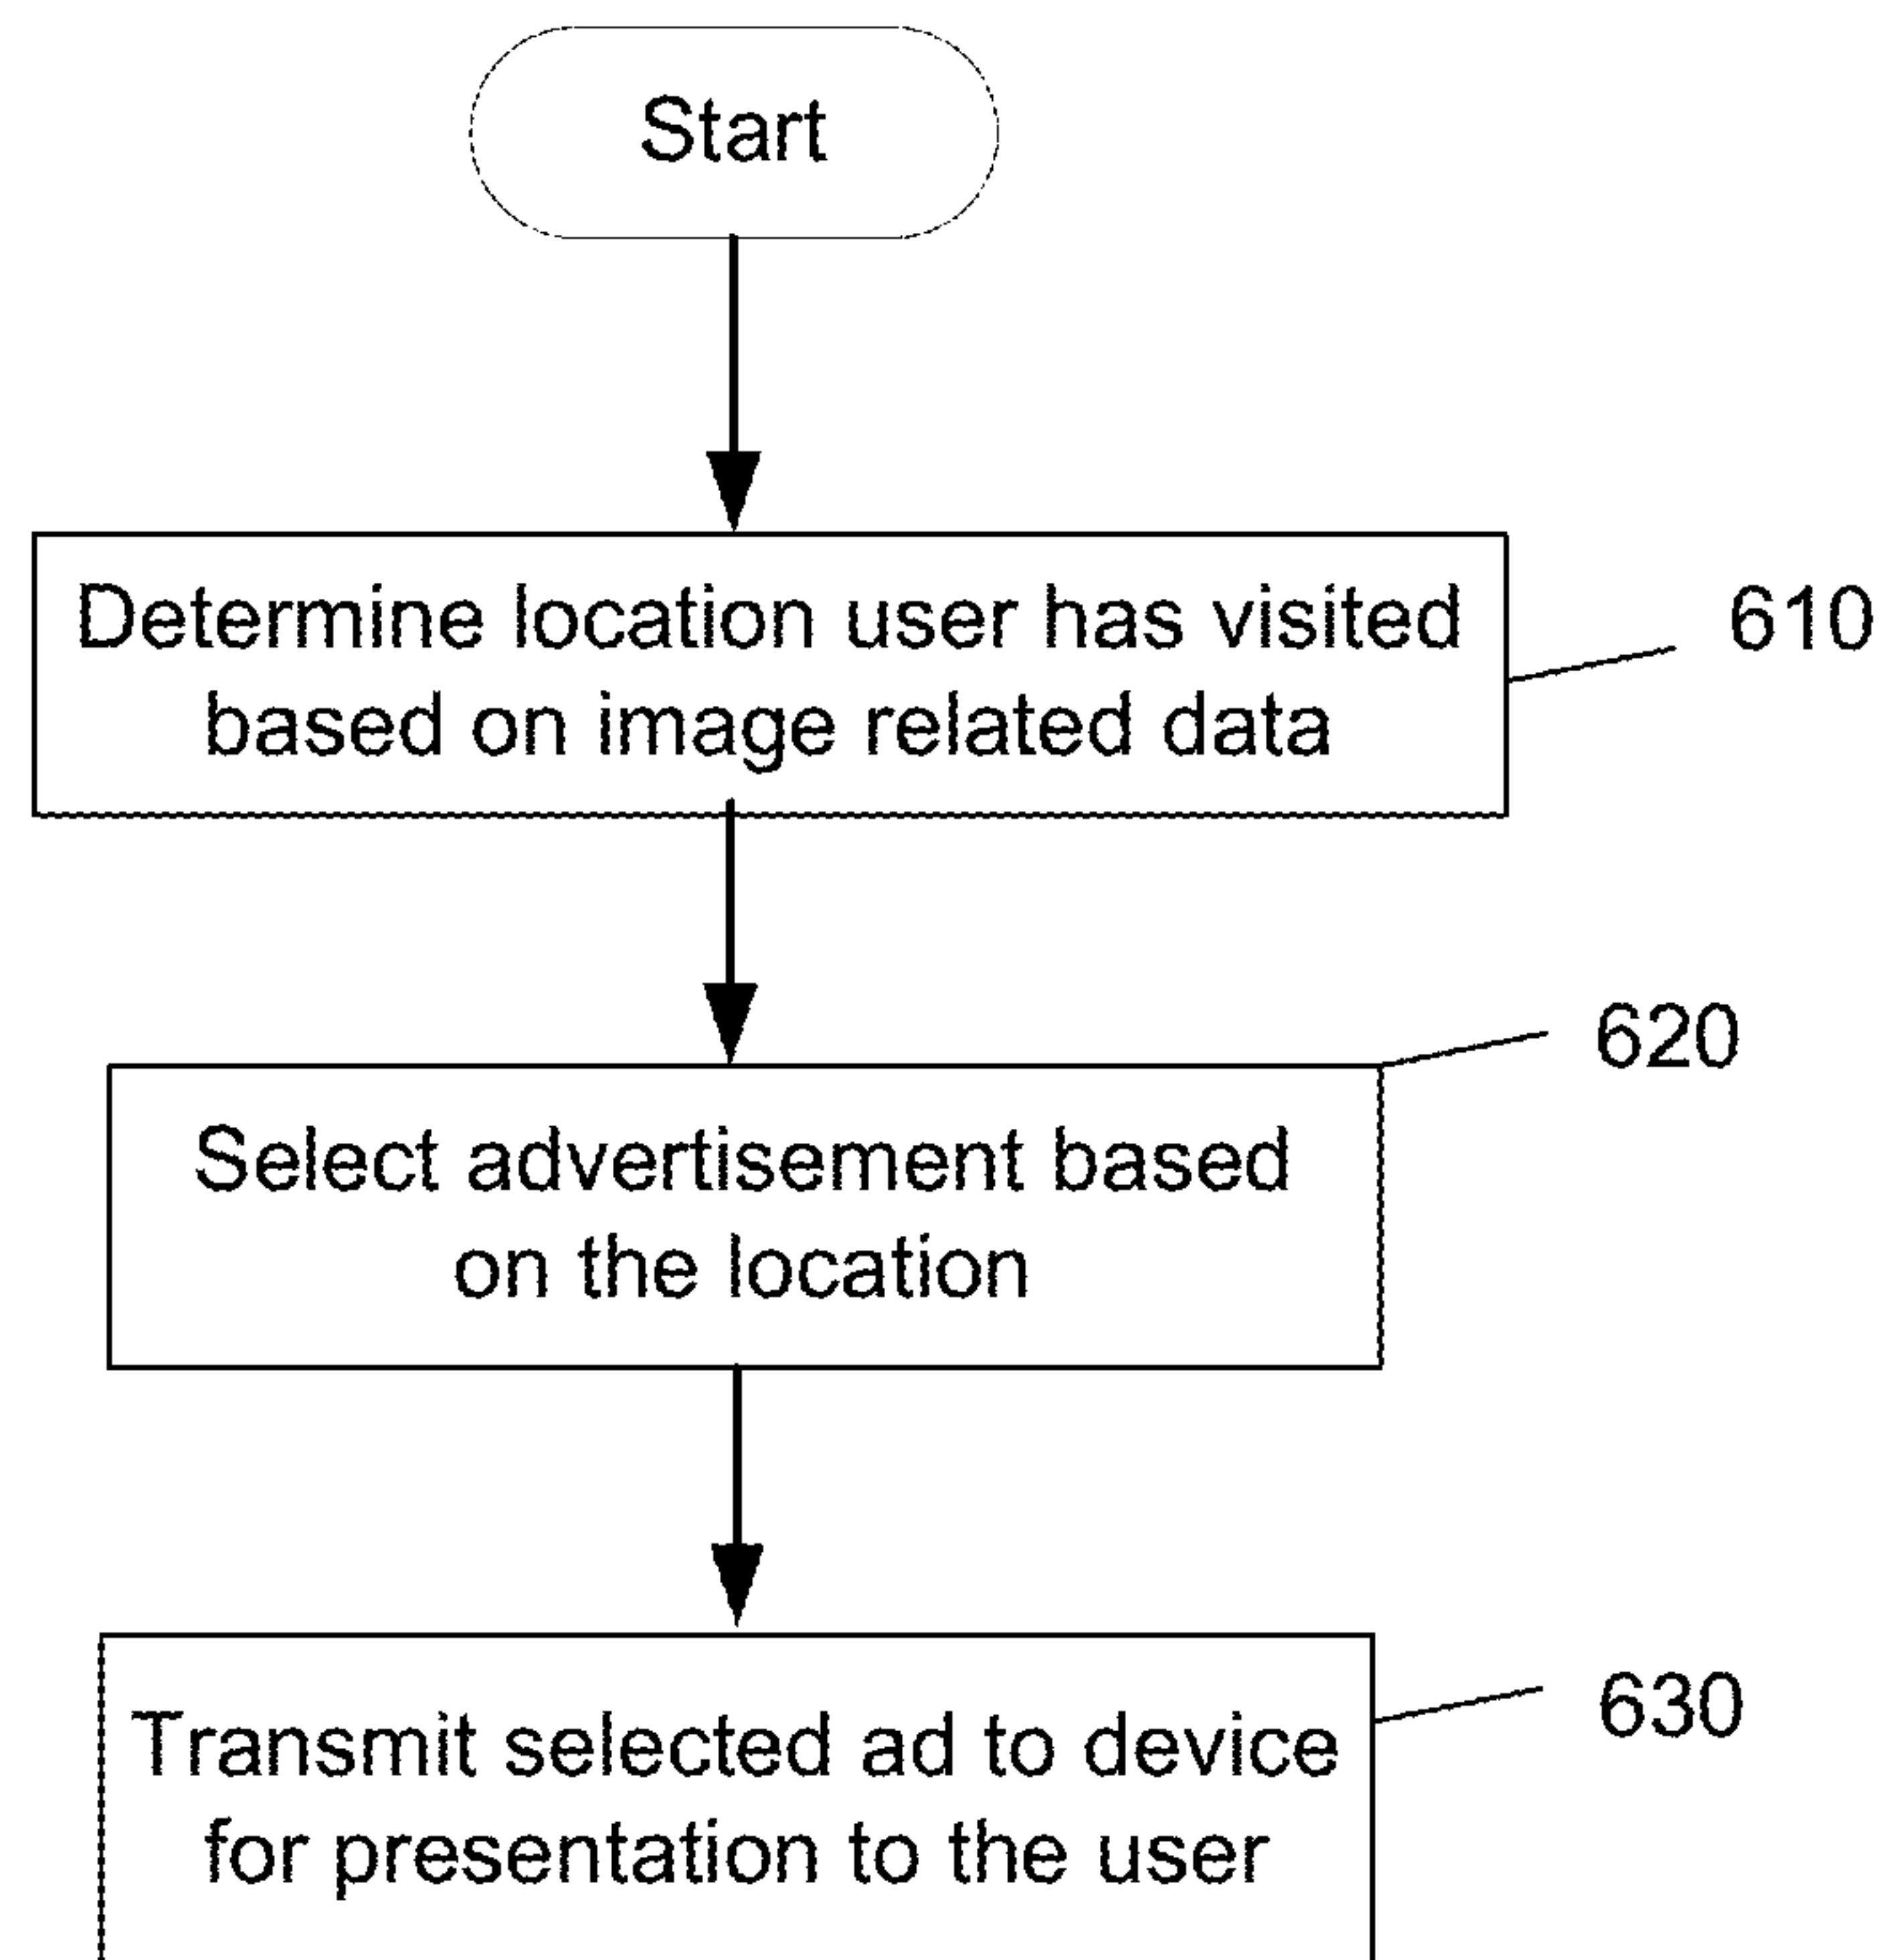 Start
Determine location user has visited
based on image related data
610
620
Select advertisement based
on the location
630
Transmit selected ad to device
for presentation to the user